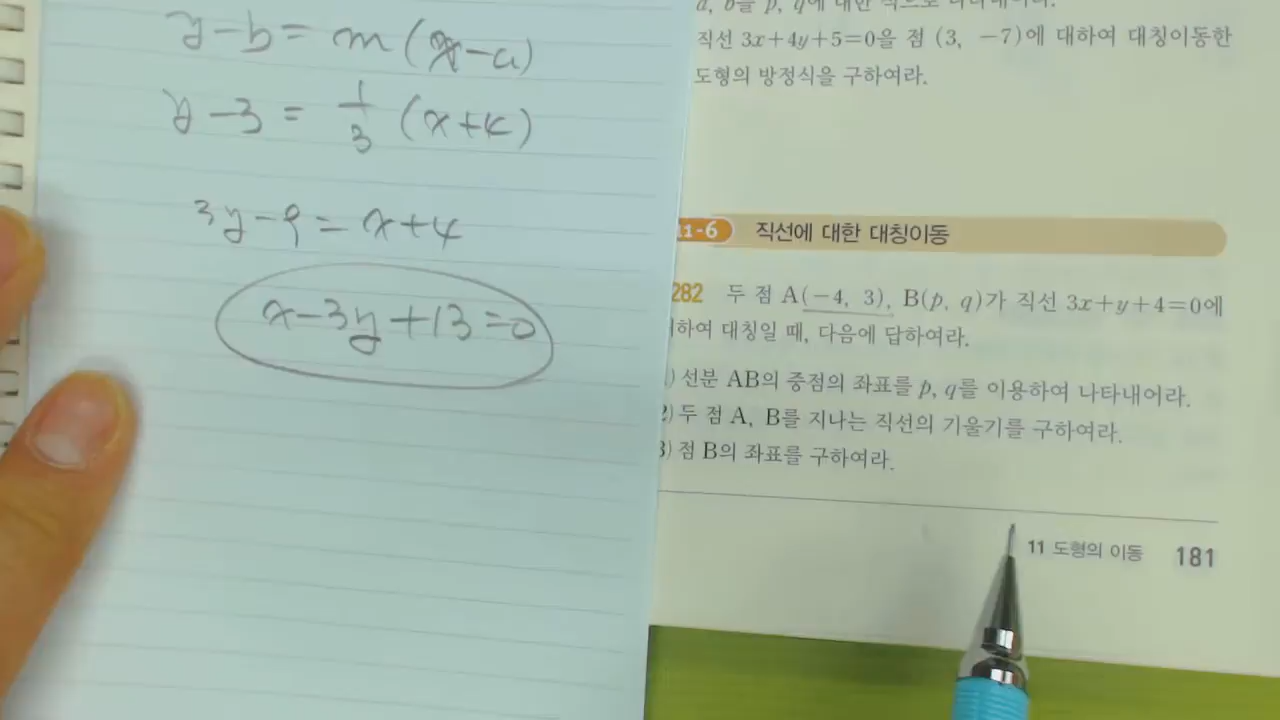 y-b = m(x-a)
y-3 = 1/3 (x+4)
3y-9 = x+4
x-3y+13=0
직선 3x+4y+5=0을 점 (3, -7)에 대하여 대칭이동한
도형의 방정식을 구하여라.
11-6 직선에 대한 대칭이동
282 두 점 A(-4, 3), B(p, q)가 직선 3x+y+4=0에
하여 대칭일 때, 다음에 답하여라.
) 선분 AB의 중점의 좌표를 p, q를 이용하여 나타내어라.
2) 두 점 A, B를 지나는 직선의 기울기를 구하여라.
3) 점 B의 좌표를 구하여라.
11 도형의 이동 181